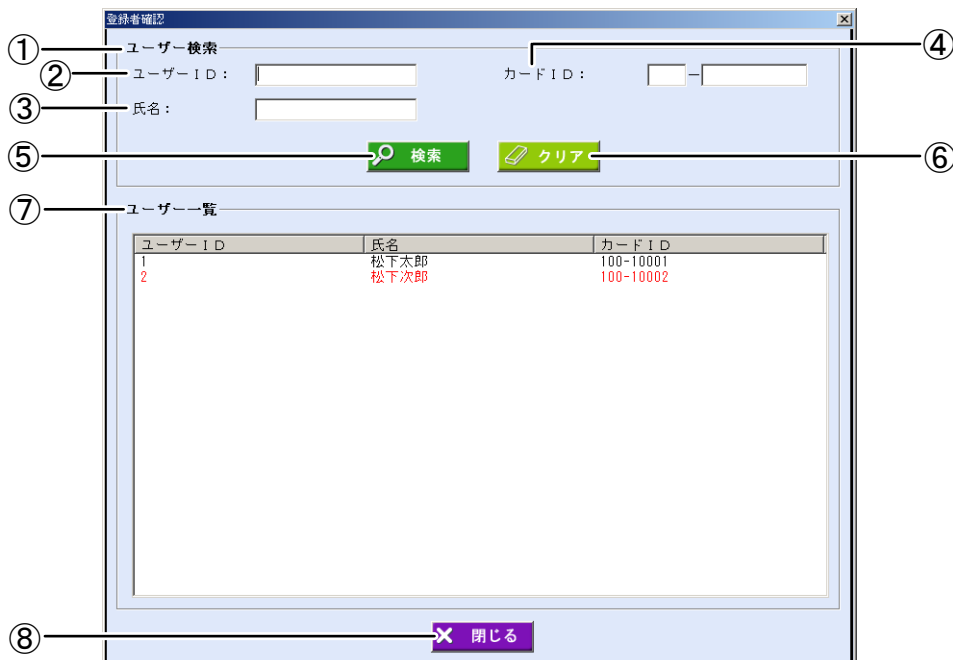 登録者確認
① ユーザー検索
② ユーザーＩＤ： カードＩＤ： － ④
③ 氏名：
⑤ 検索 クリア ⑥
⑦ ユーザー一覧
ユーザーＩＤ 氏名 カードＩＤ
1 松下太郎 100-10001
2 松下次郎 100-10002
⑧ 閉じる